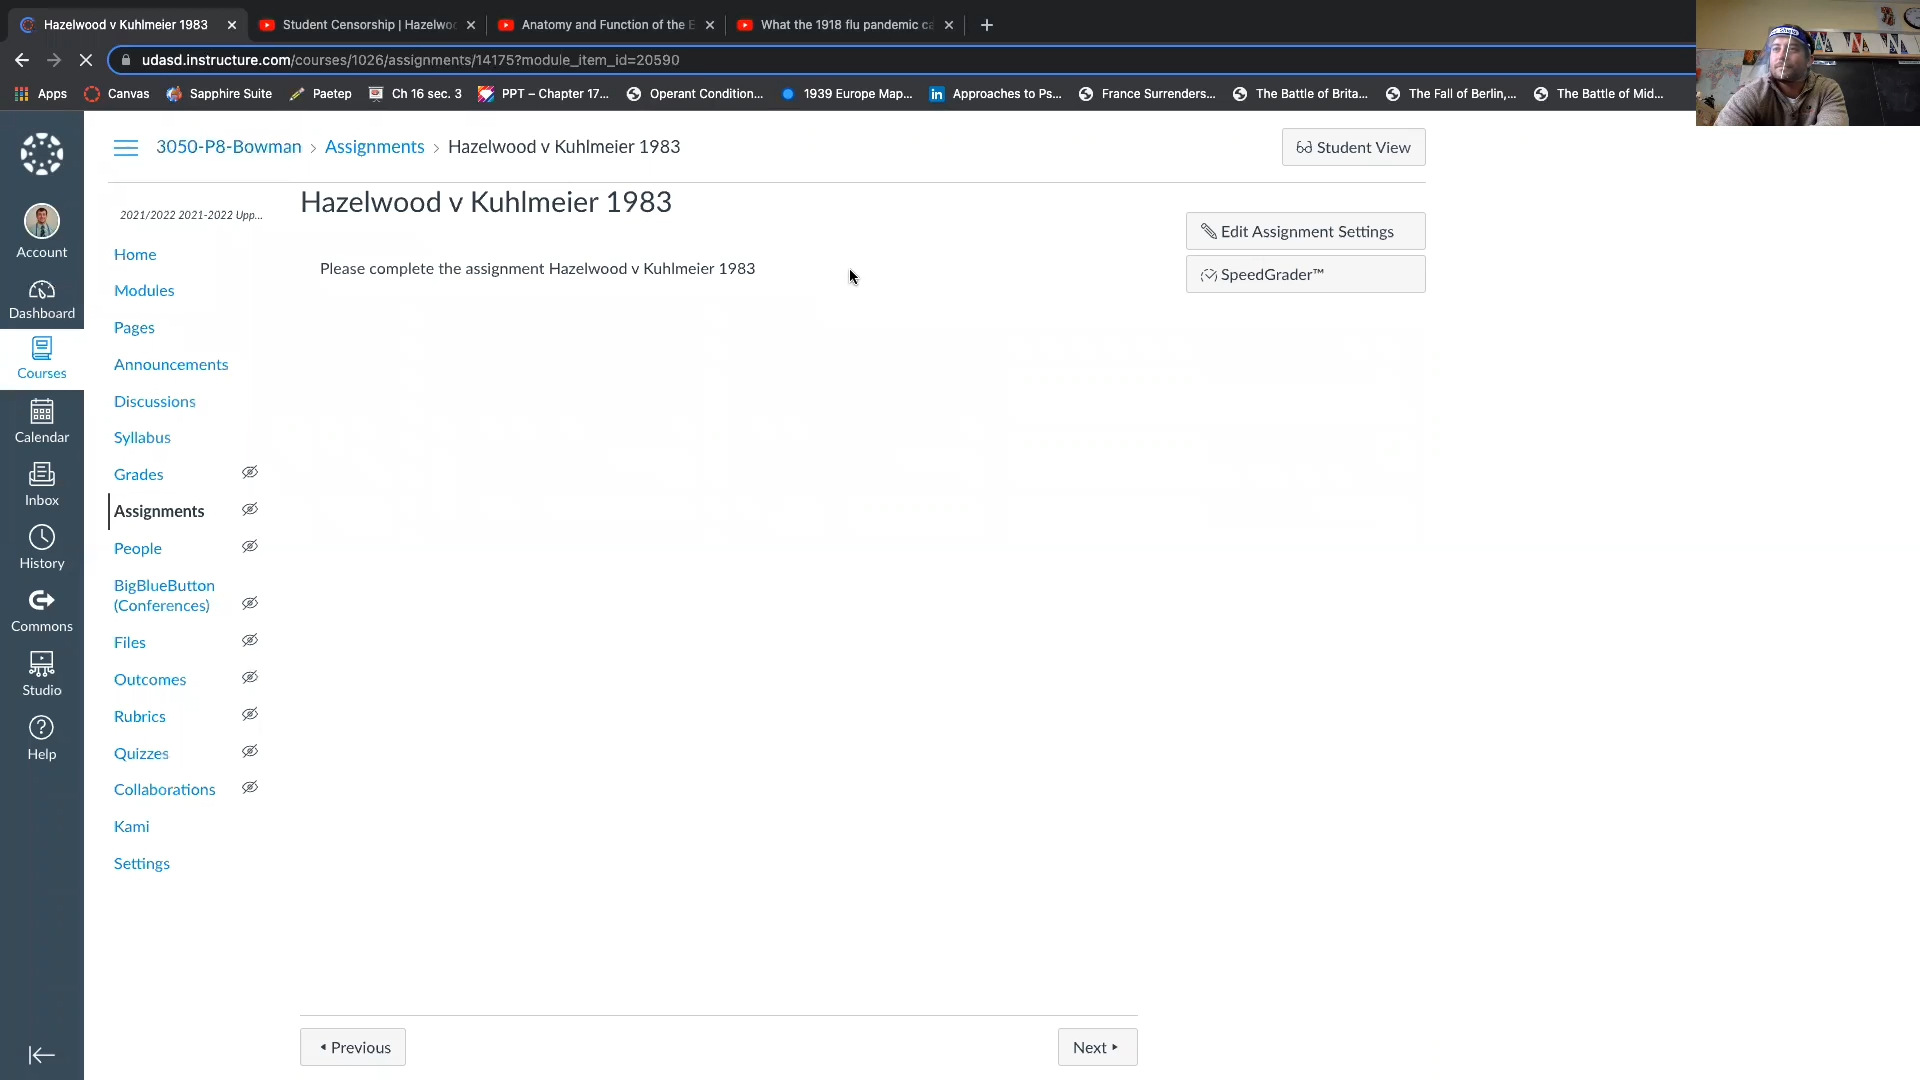 Hazelwood v Kuhlmeier 1983
Student Censorship | Hazelwoo
Anatomy and Function of the E
What the 1918 flu pandemic ca
udasd.instructure.com/courses/1026/assignments/14175?module_item_id=20590
Apps
Canvas
Sapphire Suite
Paetep
Ch 16 sec. 3
PPT – Chapter 17...
Operant Condition...
1939 Europe Map...
Approaches to Ps...
France Surrenders...
The Battle of Brita...
The Fall of Berlin,...
The Battle of Mid...
3050-P8-Bowman › Assignments › Hazelwood v Kuhlmeier 1983
Student View
2021/2022 2021-2022 Upp...
Hazelwood v Kuhlmeier 1983
Please complete the assignment Hazelwood v Kuhlmeier 1983
Edit Assignment Settings
SpeedGrader™
Account
Dashboard
Courses
Calendar
Inbox
History
Commons
Studio
Help
Home
Modules
Pages
Announcements
Discussions
Syllabus
Grades
Assignments
People
BigBlueButton
(Conferences)
Files
Outcomes
Rubrics
Quizzes
Collaborations
Kami
Settings
Previous
Next